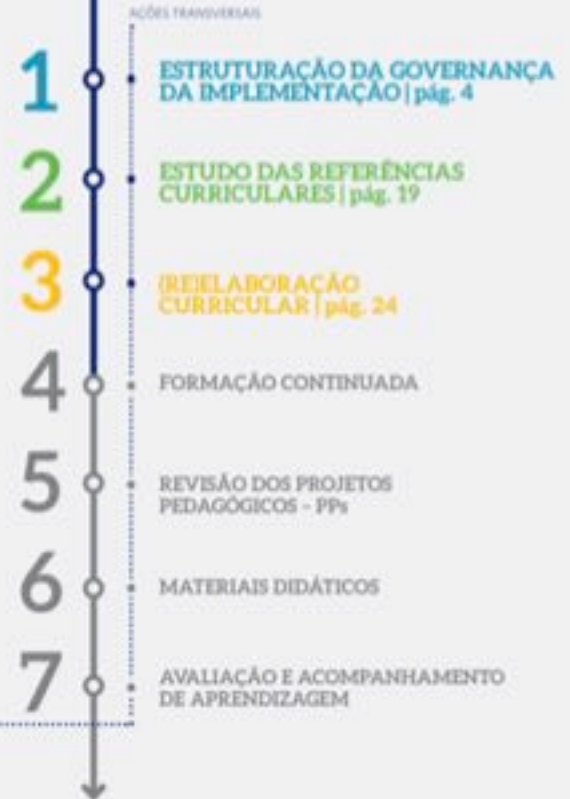 AÇÕES TRANSVERSAIS
1
ESTRUTURAÇÃO DA GOVERNANÇA
DA IMPLEMENTAÇÃO | pág. 4
2
ESTUDO DAS REFERÊNCIAS
CURRICULARES | pág. 19
3
(RE)ELABORAÇÃO
CURRICULAR | pág. 24
4
FORMAÇÃO CONTINUADA
5
REVISÃO DOS PROJETOS
PEDAGÓGICOS – PPs
6
MATERIAIS DIDÁTICOS
7
AVALIAÇÃO E ACOMPANHAMENTO
DE APRENDIZAGEM